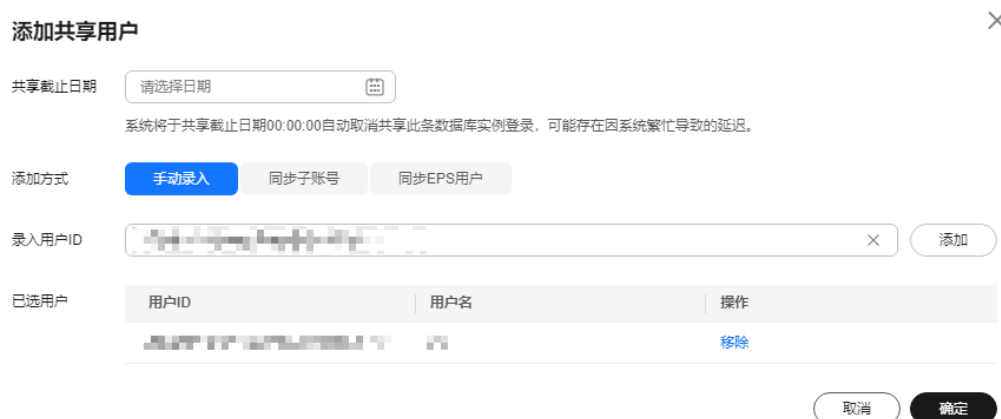 添加共享用户
共享截止日期 请选择日期
系统将于共享截止日期00:00:00自动取消共享此条数据库实例登录，可能存在因系统繁忙导致的延迟。
添加方式 手动录入 同步子账号 同步EPS用户
录入用户ID 添加
已选用户 用户ID 用户名 操作
移除
取消 确定